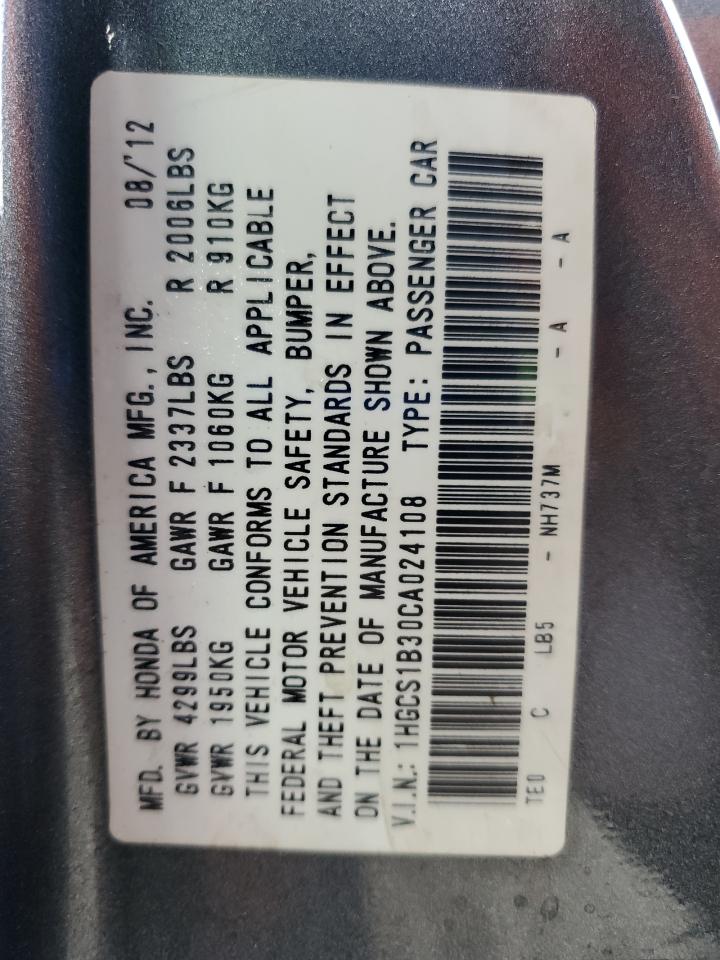 MFD. BY HONDA OF AMERICA MFG., INC. 08/'12
GVWR 4299LBS GAWR F 2337LBS R 2006LBS
GVWR 1950KG GAWR F 1060KG R 910KG
THIS VEHICLE CONFORMS TO ALL APPLICABLE
FEDERAL MOTOR VEHICLE SAFETY, BUMPER,
AND THEFT PREVENTION STANDARDS IN EFFECT
ON THE DATE OF MANUFACTURE SHOWN ABOVE.
V.I.N.: 1HGCS1B30CA024108 TYPE: PASSENGER CAR
TE0 C LB5 - NH737M - A - A